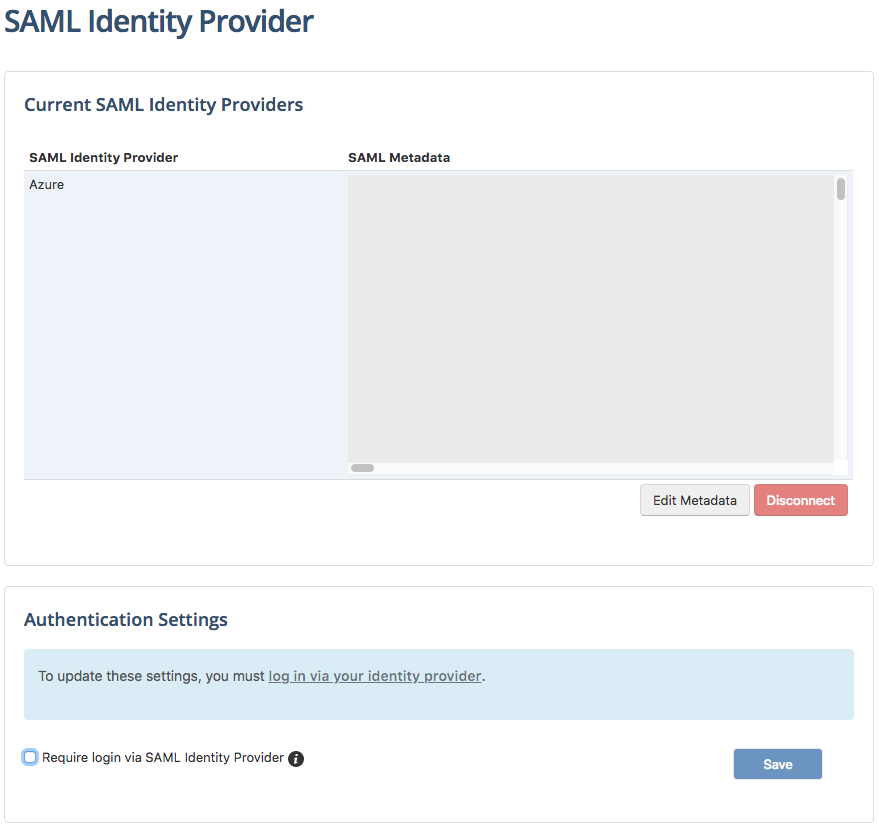 SAML Identity Provider
Current SAML Identity Providers
SAML Identity Provider SAML Metadata
Azure
Edit Metadata Disconnect
Authentication Settings
To update these settings, you must log in via your identity provider.
Require login via SAML Identity Provider i
Save